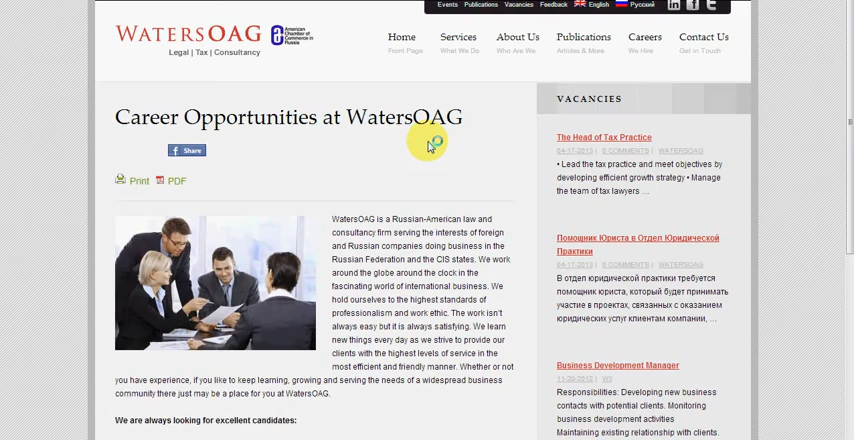 Events Publications Vacancies Feedback English Русский
WATERSOAG
American
Chamber of
Commerce in
Russia
Legal | Tax | Consultancy
Home Services About Us Publications Careers Contact Us
Front Page What We Do Who Are We Articles & More We Hire Get in Touch
Career Opportunities at WatersOAG
Share
Print PDF
WatersOAG is a Russian-American law and
consultancy firm serving the interests of foreign
and Russian companies doing business in the
Russian Federation and the CIS states. We work
around the globe around the clock in the
fascinating world of international business. We
hold ourselves to the highest standards of
professionalism and work ethic. The work isn't
always easy but it is always satisfying. We learn
new things every day as we strive to provide our
clients with the highest levels of service in the
most efficient and friendly manner. Whether or not
you have experience, if you like to keep learning, growing and serving the needs of a widespread business
community there just may be a place for you at WatersOAG.
We are always looking for excellent candidates:
VACANCIES
The Head of Tax Practice
04-17-2013 | 0 COMMENTS | WATERSOAG
• Lead the tax practice and meet objectives by
developing efficient growth strategy • Manage
the team of tax lawyers ...
Помощник Юриста в Отдел Юридической
Практики
04-17-2013 | 0 COMMENTS | WATERSOAG
В отдел юридической практики требуется
помощник юриста, который будет принимать
участие в проектах, связанных с оказанием
юридических услуг клиентам компании, ...
Business Development Manager
11-20-2012 | WS
Responsibilities: Developing new business
contacts with potential clients. Monitoring
business development activities
Maintaining existing relationship with clients.